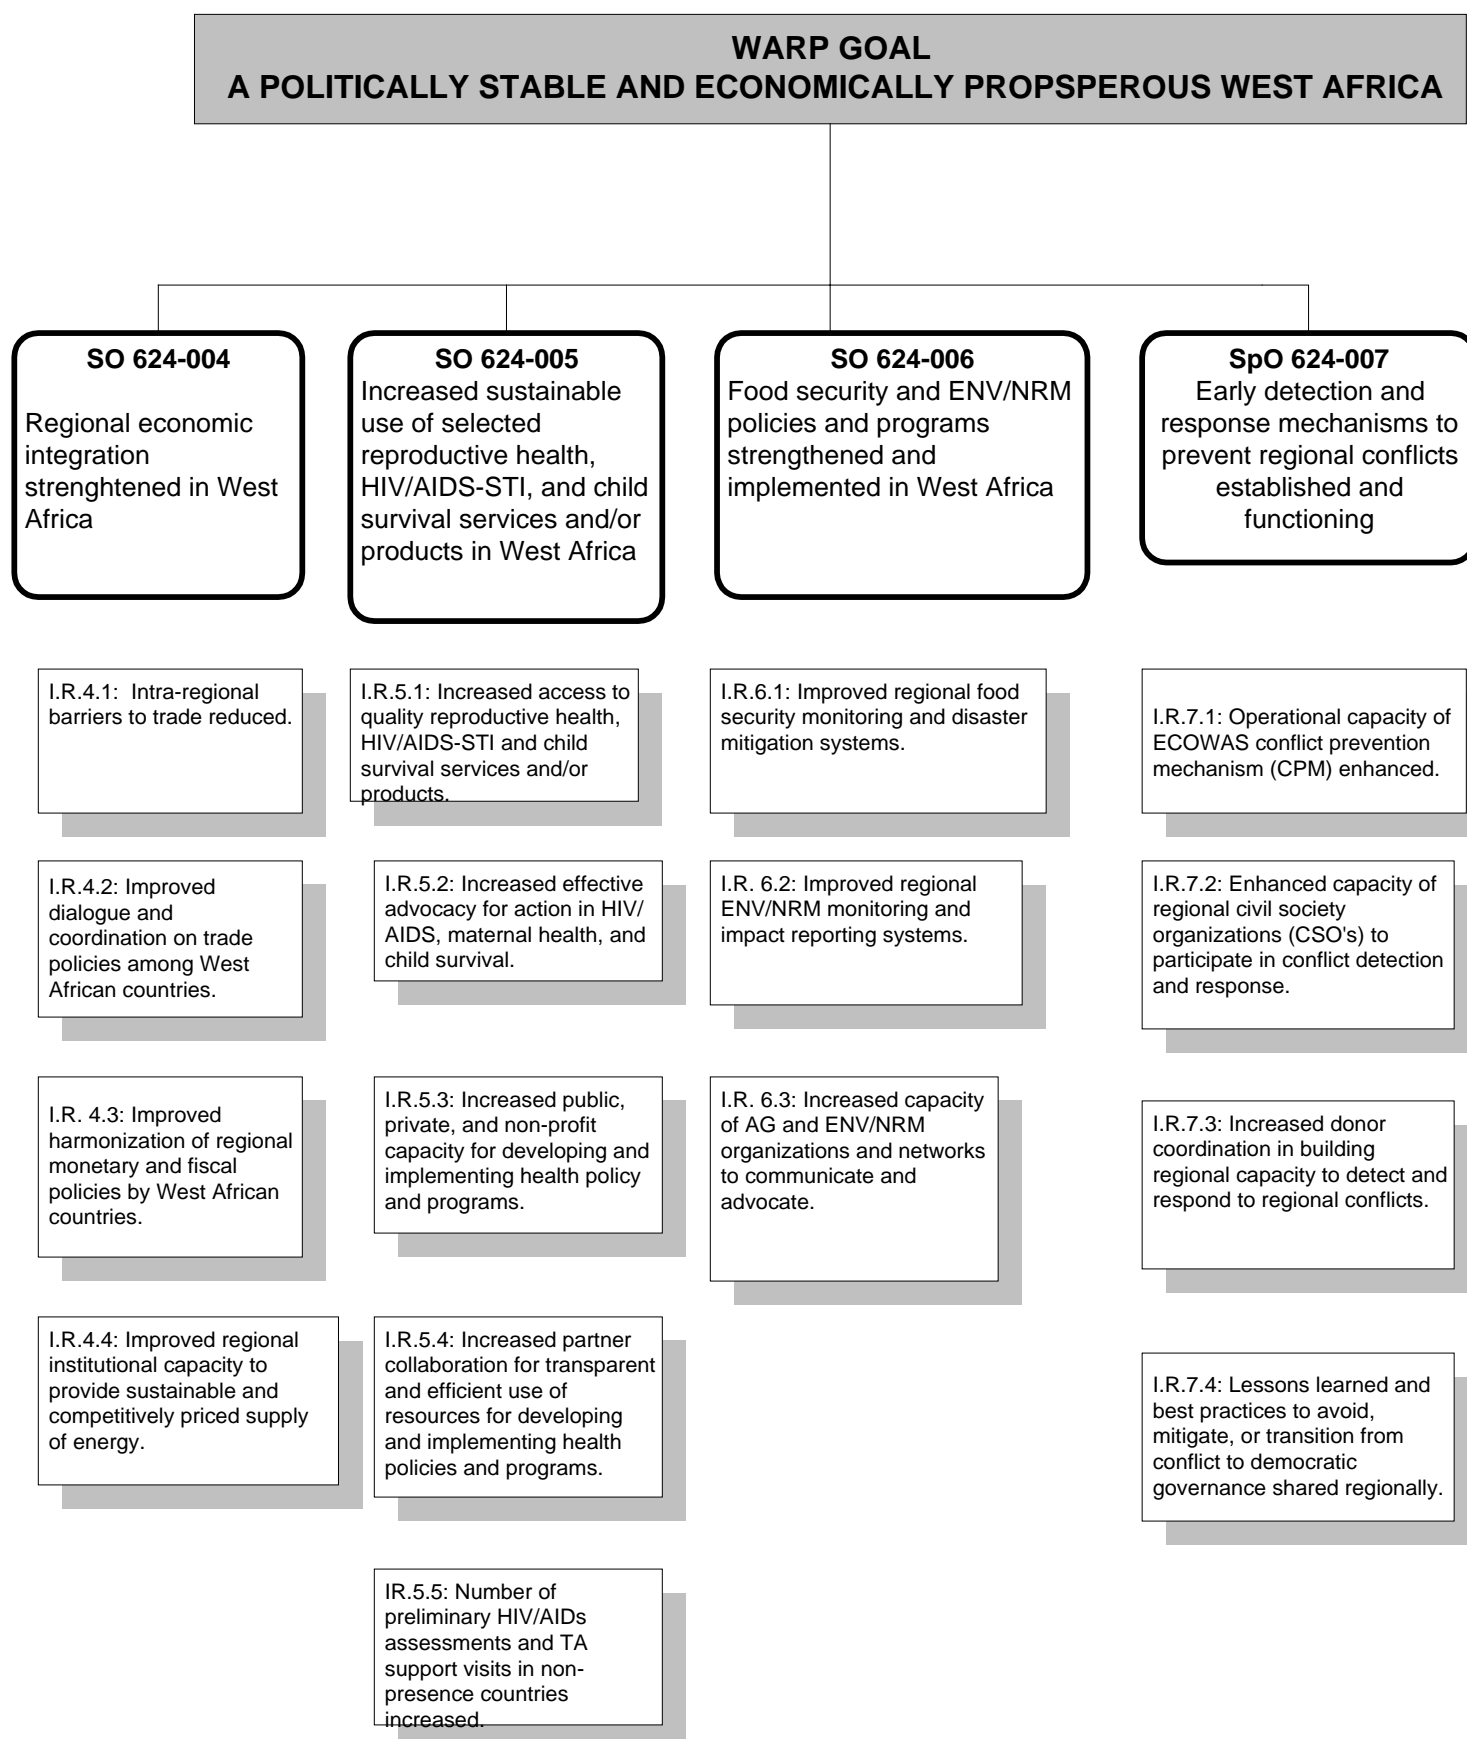 WARP GOAL
A POLITICALLY STABLE AND ECONOMICALLY PROPSPEROUS WEST AFRICA
SO 624-004
Regional economic
integration
strenghtened in West
Africa
SO 624-005
Increased sustainable
use of selected
reproductive health,
HIV/AIDS-STI, and child
survival services and/or
products in West Africa
SO 624-006
Food security and ENV/NRM
policies and programs
strengthened and
implemented in West Africa
SpO 624-007
Early detection and
response mechanisms to
prevent regional conflicts
established and
functioning
I.R.4.1:  Intra-regional
barriers to trade reduced.
I.R.4.2: Improved
dialogue and
coordination on trade
policies among West
African countries.
I.R. 4.3: Improved
harmonization of regional
monetary and fiscal
policies by West African
countries.
I.R.4.4: Improved regional
institutional capacity to
provide sustainable and
competitively priced supply
of energy.
I.R.5.1: Increased access to
quality reproductive health,
HIV/AIDS-STI and child
survival services and/or
products.
I.R.5.2: Increased effective
advocacy for action in HIV/
AIDS, maternal health, and
child survival.
I.R.5.3: Increased public,
private, and non-profit
capacity for developing and
implementing health policy
and programs.
I.R.5.4: Increased partner
collaboration for transparent
and efficient use of
resources for developing
and implementing health
policies and programs.
IR.5.5: Number of
preliminary HIV/AIDs
assessments and TA
support visits in non-
presence countries
increased.
I.R.6.1: Improved regional food
security monitoring and disaster
mitigation systems.
I.R. 6.2: Improved regional
ENV/NRM monitoring and
impact reporting systems.
I.R. 6.3: Increased capacity
of AG and ENV/NRM
organizations and networks
to communicate and
advocate.
I.R.7.1: Operational capacity of
ECOWAS conflict prevention
mechanism (CPM) enhanced.
I.R.7.2: Enhanced capacity of
regional civil society
organizations (CSO's) to
participate in conflict detection
and response.
I.R.7.3: Increased donor
coordination in building
regional capacity to detect and
respond to regional conflicts.
I.R.7.4: Lessons learned and
best practices to avoid,
mitigate, or transition from
conflict to democratic
governance shared regionally.